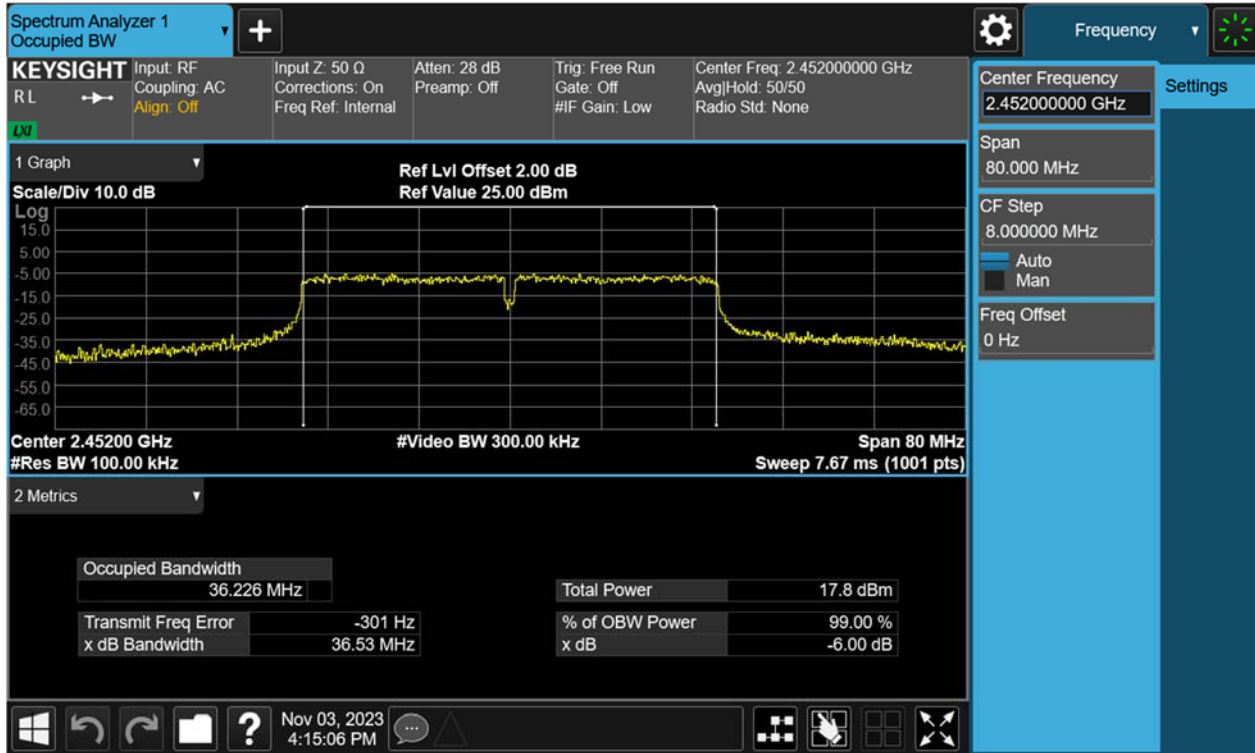 Spectrum Analyzer 1
Occupied BW
+
Frequency
KEYSIGHT
R L
LXI
Input: RF
Coupling: AC
Align: Off
Input Z: 50 Ω
Corrections: On
Freq Ref: Internal
Atten: 28 dB
Preamp: Off
Trig: Free Run
Gate: Off
#IF Gain: Low
Center Freq: 2.452000000 GHz
Avg|Hold: 50/50
Radio Std: None
Center Frequency
2.452000000 GHz
Settings
Span
80.000 MHz
CF Step
8.000000 MHz
Auto
Man
Freq Offset
0 Hz
1 Graph
Scale/Div 10.0 dB
Ref Lvl Offset 2.00 dB
Ref Value 25.00 dBm
Log
15.0
5.00
-5.00
-15.0
-25.0
-35.0
-45.0
-55.0
-65.0
Center 2.45200 GHz
#Video BW 300.00 kHz
Span 80 MHz
#Res BW 100.00 kHz
Sweep 7.67 ms (1001 pts)
2 Metrics
Occupied Bandwidth
36.226 MHz
Total Power 17.8 dBm
Transmit Freq Error -301 Hz
% of OBW Power 99.00 %
x dB Bandwidth 36.53 MHz
x dB -6.00 dB
?
Nov 03, 2023
4:15:06 PM